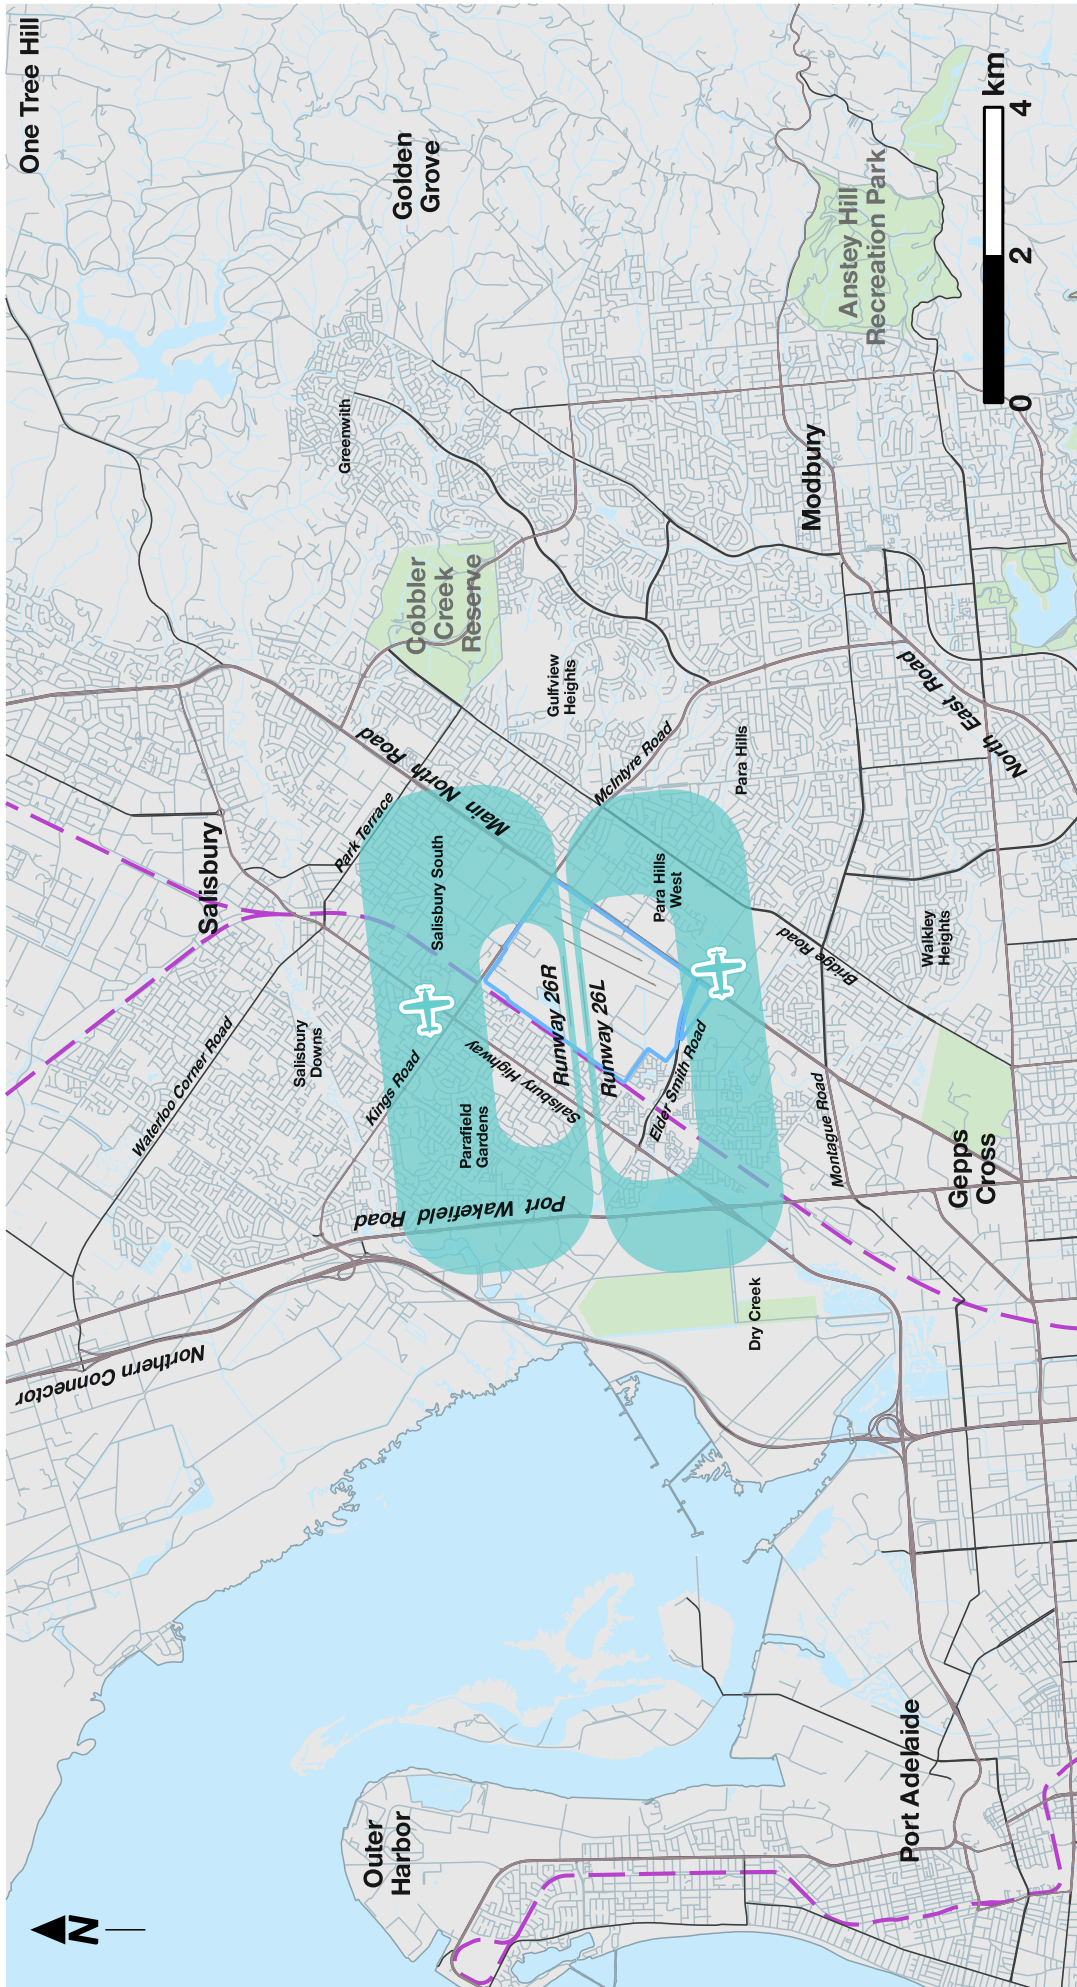 One Tree Hill
Golden
Grove
Greenwith
Anstey Hill
Recreation Park
0
2
4
km
Modbury
Cobbler
Creek
Reserve
Gulfview
Heights
McIntyre Road
Para Hills
North East Road
Main North Road
Park Terrace
Salisbury
Salisbury South
Para Hills
West
Walkley
Heights
Bridge Road
Runway 26R
Runway 26L
Salisbury Highway
Elder Smith Road
Salisbury
Downs
Waterloo Corner Road
Kings Road
Parafield
Gardens
Montague Road
Gepps
Cross
Port Wakefield Road
Dry Creek
Northern Connector
Outer
Harbor
Port Adelaide
N